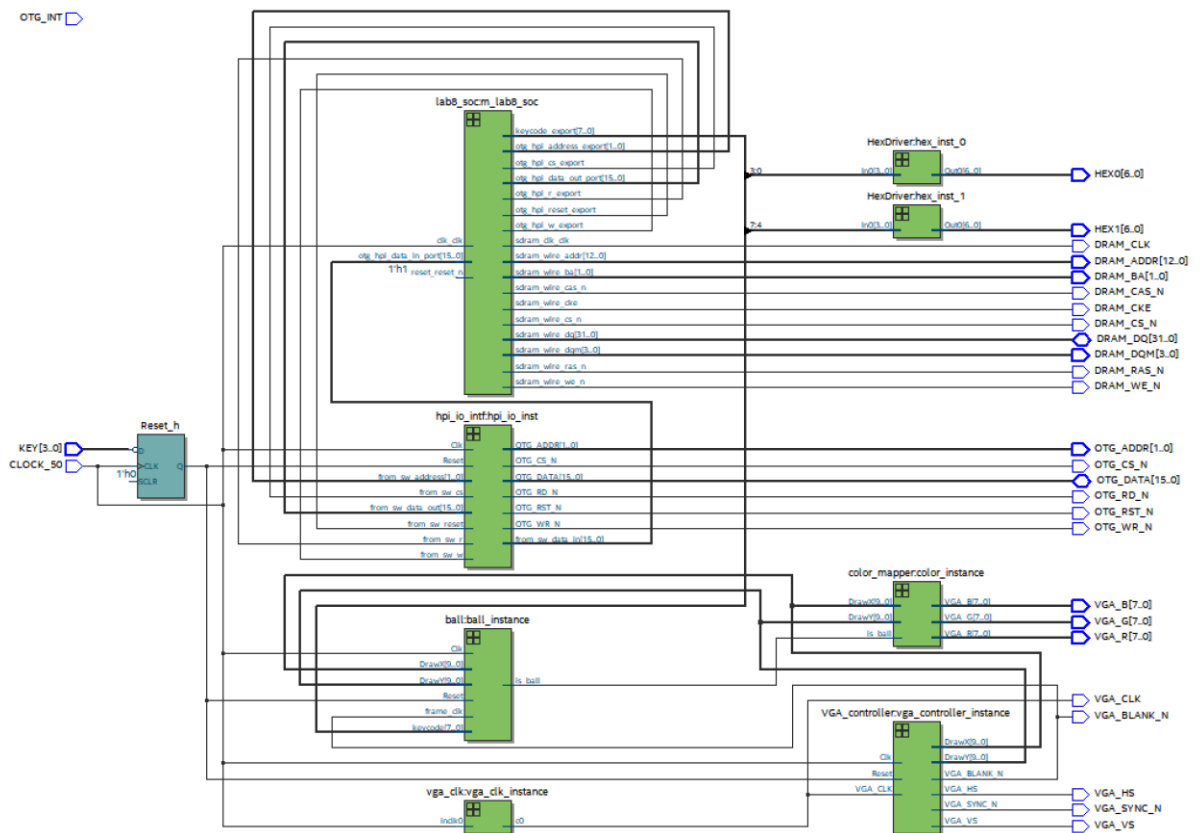 OTG_INT
lab8_soc:m_lab8_soc
keycode_export[7..0]
otg_hpi_address_export[1..0]
otg_hpi_cs_export
otg_hpi_data_out_port[15..0]
otg_hpi_r_export
otg_hpi_reset_export
otg_hpi_w_export
clk_clk
sdram_clk_clk
otg_hpi_data_in_port[15..0]
sdram_wire_addr[12..0]
1'h1 reset_reset_n
sdram_wire_ba[1..0]
sdram_wire_cas_n
sdram_wire_cke
sdram_wire_cs_n
sdram_wire_dq[31..0]
sdram_wire_dqm[3..0]
sdram_wire_ras_n
sdram_wire_we_n
HexDriver:hex_inst_0
3:0
In0[3..0]
Out0[6..0]
HEX0[6..0]
HexDriver:hex_inst_1
7:4
In0[3..0]
Out0[6..0]
HEX1[6..0]
DRAM_CLK
DRAM_ADDR[12..0]
DRAM_BA[1..0]
DRAM_CAS_N
DRAM_CKE
DRAM_CS_N
DRAM_DQ[31..0]
DRAM_DQM[3..0]
DRAM_RAS_N
DRAM_WE_N
Reset_h
KEY[3..0]
D
CLOCK_50
CLK
Q
1'h0
SCLR
hpi_io_intf:hpi_io_inst
Clk
OTG_ADDR[1..0]
Reset
OTG_CS_N
from_sw_address[1..0]
OTG_DATA[15..0]
from_sw_cs
OTG_RD_N
from_sw_data_out[15..0]
OTG_RST_N
from_sw_reset
OTG_WR_N
from_sw_r
from_sw_data_in[15..0]
from_sw_w
OTG_ADDR[1..0]
OTG_CS_N
OTG_DATA[15..0]
OTG_RD_N
OTG_RST_N
OTG_WR_N
color_mapper:color_instance
DrawX[9..0]
VGA_B[7..0]
DrawY[9..0]
VGA_G[7..0]
is_ball
VGA_R[7..0]
VGA_B[7..0]
VGA_G[7..0]
VGA_R[7..0]
ball:ball_instance
Clk
DrawX[9..0]
DrawY[9..0]
is_ball
Reset
frame_clk
keycode[7..0]
VGA_CLK
VGA_BLANK_N
VGA_controller:vga_controller_instance
DrawX[9..0]
Clk
DrawY[9..0]
Reset
VGA_BLANK_N
VGA_CLK
VGA_HS
VGA_SYNC_N
VGA_VS
VGA_HS
VGA_SYNC_N
VGA_VS
vga_clk:vga_clk_instance
inclk0
c0